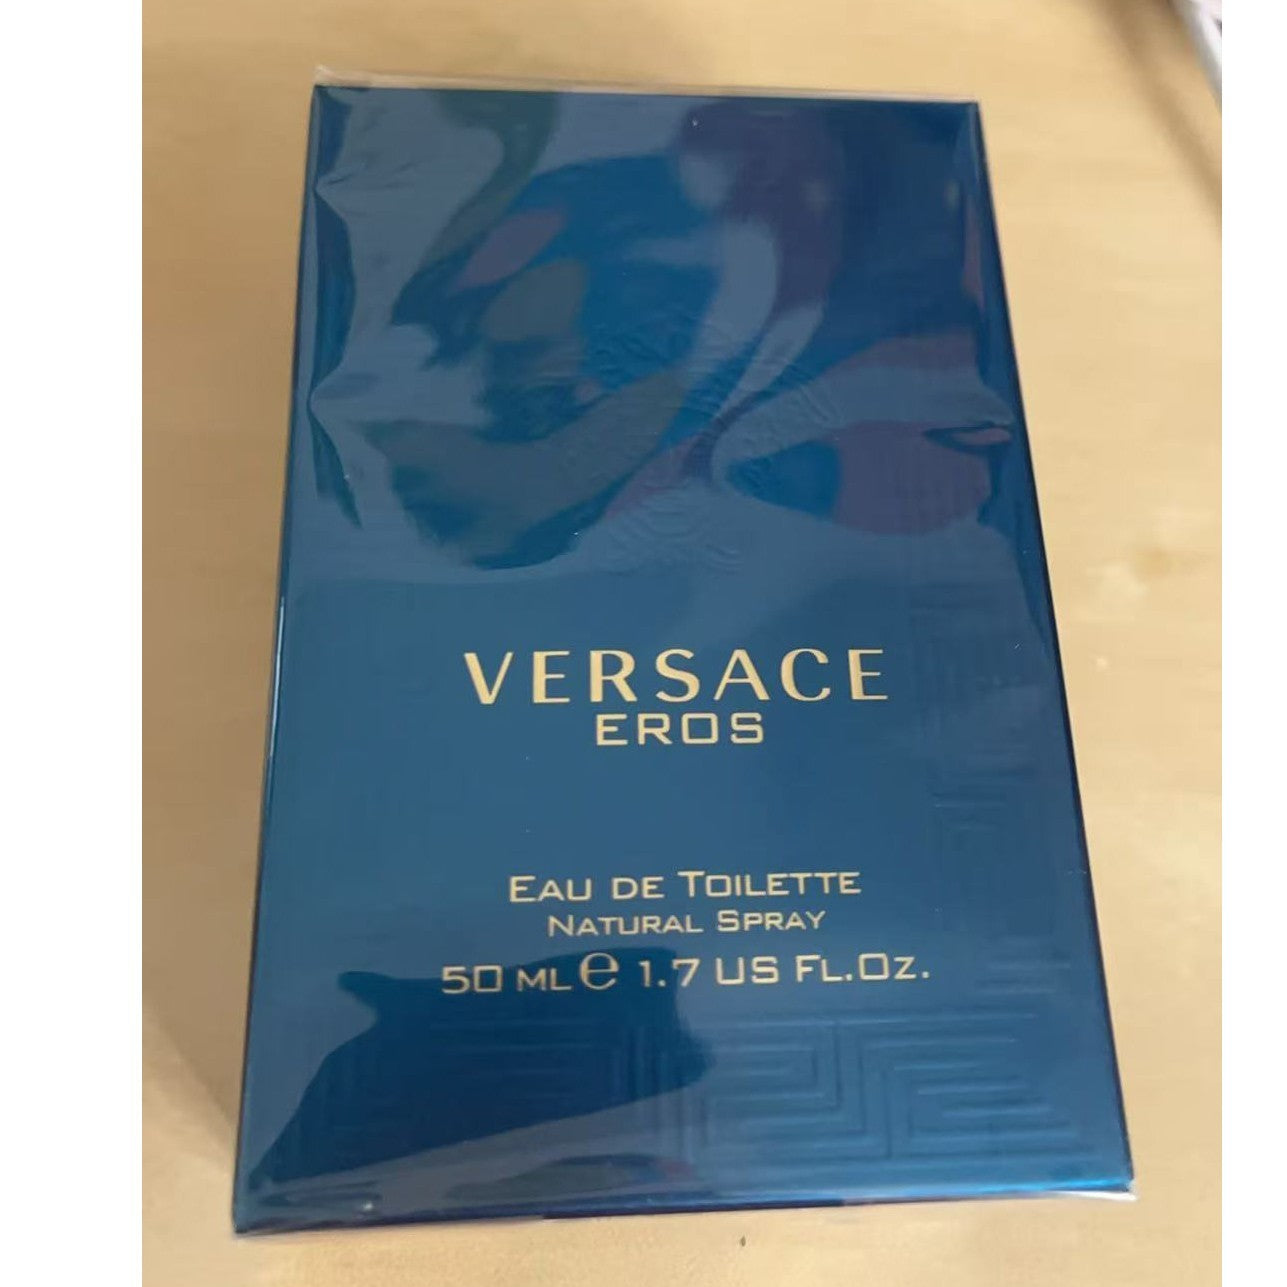 VERSACE
EROS
EAU DE TOILETTE
NATURAL SPRAY
50 ML e 1.7 US FL.OZ.